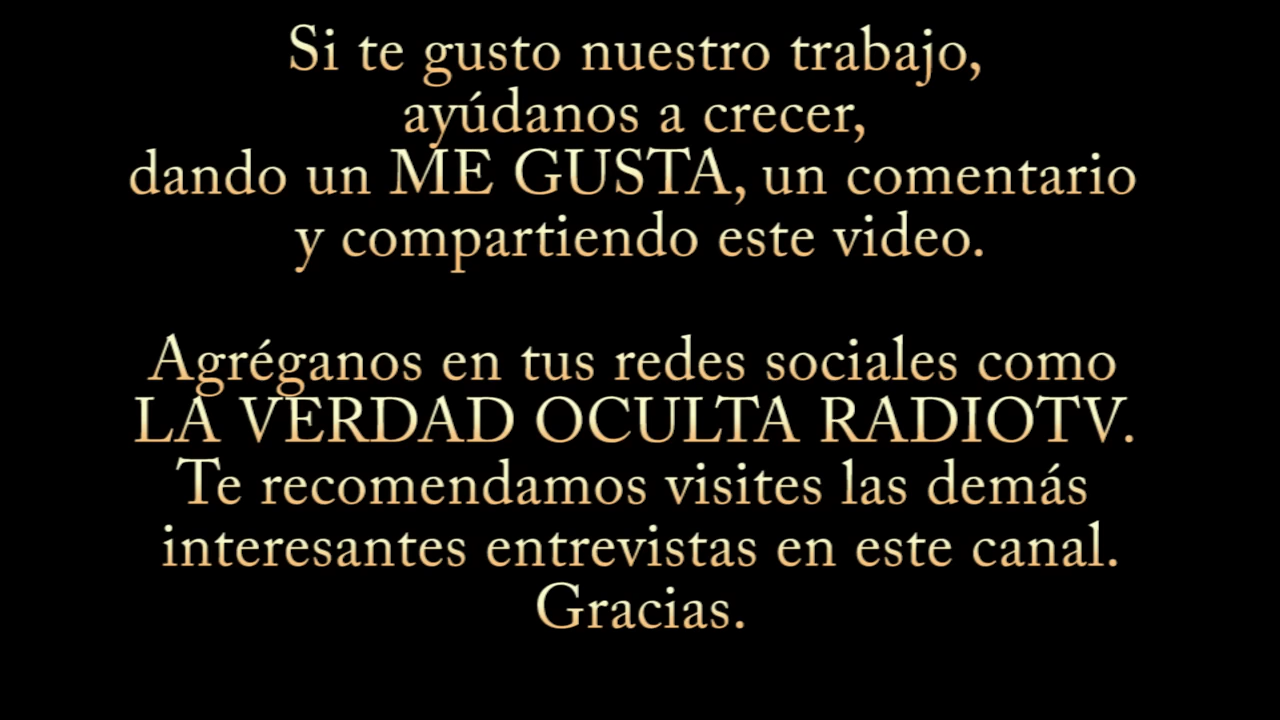 Si te gusto nuestro trabajo,
ayúdanos a crecer,
dando un ME GUSTA, un comentario
y compartiendo este video.
Agréganos en tus redes sociales como
LA VERDAD OCULTA RADIOTV.
Te recomendamos visites las demás
interesantes entrevistas en este canal.
Gracias.